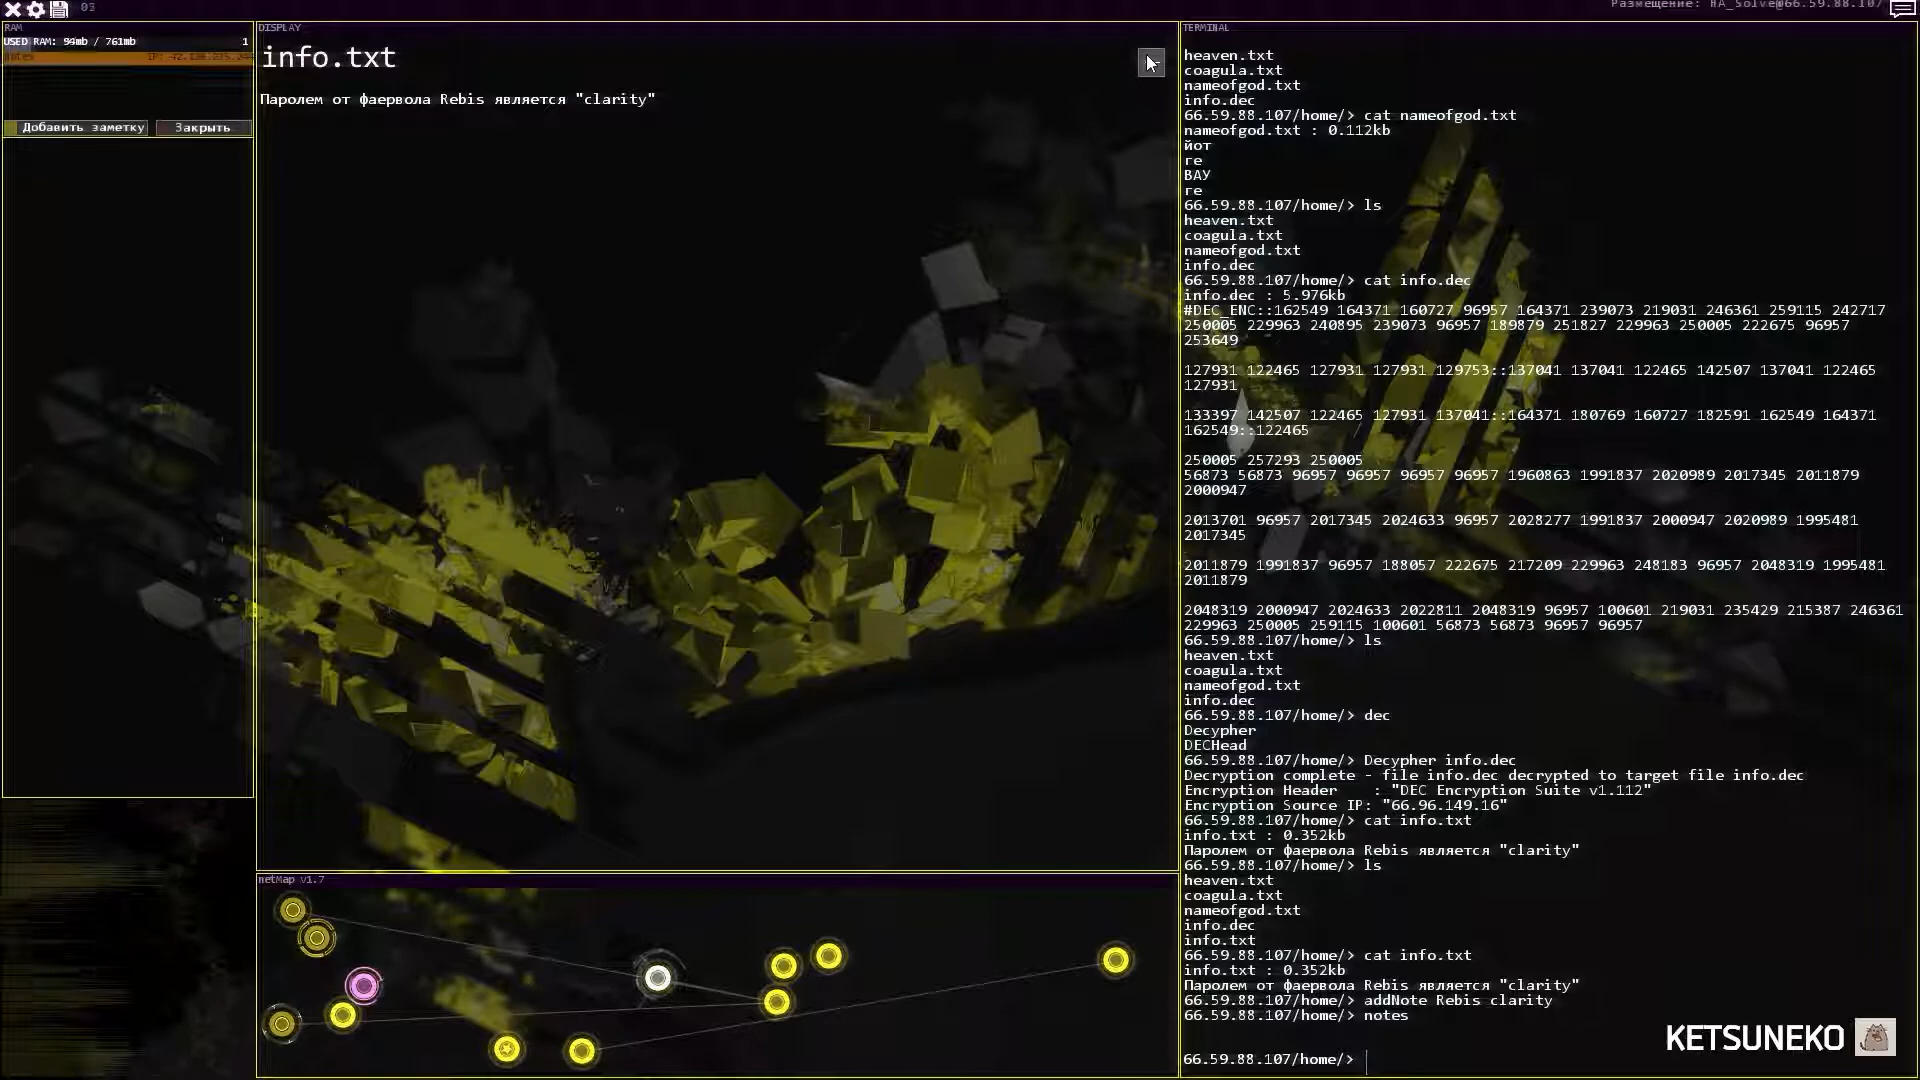 03
Размещение: HA_Solve@66.59.88.107
RAM
USED RAM: 94mb / 761mb 1
Notes
Добавить заметку
Закрыть
DISPLAY
info.txt
Паролем от фаервола Rebis является "clarity"
netMap v1.7
TERMINAL
heaven.txt
coagula.txt
nameofgod.txt
info.dec
66.59.88.107/home/> cat nameofgod.txt
nameofgod.txt : 0.112kb
йот
ге
ВАУ
ге
66.59.88.107/home/> ls
heaven.txt
coagula.txt
nameofgod.txt
info.dec
66.59.88.107/home/> cat info.dec
info.dec : 5.976kb
#DEC_ENC::162549 164371 160727 96957 164371 239073 219031 246361 259115 242717
250005 229963 240895 239073 96957 189879 251827 229963 250005 222675 96957
253649
127931 122465 127931 127931 129753::137041 137041 122465 142507 137041 122465
127931
133397 142507 122465 127931 137041::164371 180769 160727 182591 162549 164371
162549::122465
250005 257293 250005
56873 56873 96957 96957 96957 96957 1960863 1991837 2020989 2017345 2011879
2000947
2013701 96957 2017345 2024633 96957 2028277 1991837 2000947 2020989 1995481
2017345
2011879 1991837 96957 188057 222675 217209 229963 248183 96957 2048319 1995481
2011879
2048319 2000947 2024633 2022811 2048319 96957 100601 219031 235429 215387 246361
229963 250005 259115 100601 56873 56873 96957 96957
66.59.88.107/home/> ls
heaven.txt
coagula.txt
nameofgod.txt
info.dec
66.59.88.107/home/> dec
Decypher
DECHead
66.59.88.107/home/> Decypher info.dec
Decryption complete - file info.dec decrypted to target file info.dec
Encryption Header    : "DEC Encryption Suite v1.112"
Encryption Source IP: "66.96.149.16"
66.59.88.107/home/> cat info.txt
info.txt : 0.352kb
Паролем от фаервола Rebis является "clarity"
66.59.88.107/home/> ls
heaven.txt
coagula.txt
nameofgod.txt
info.dec
info.txt
66.59.88.107/home/> cat info.txt
info.txt : 0.352kb
Паролем от фаервола Rebis является "clarity"
66.59.88.107/home/> addNote Rebis clarity
66.59.88.107/home/> notes
66.59.88.107/home/>
KETSUNEKO